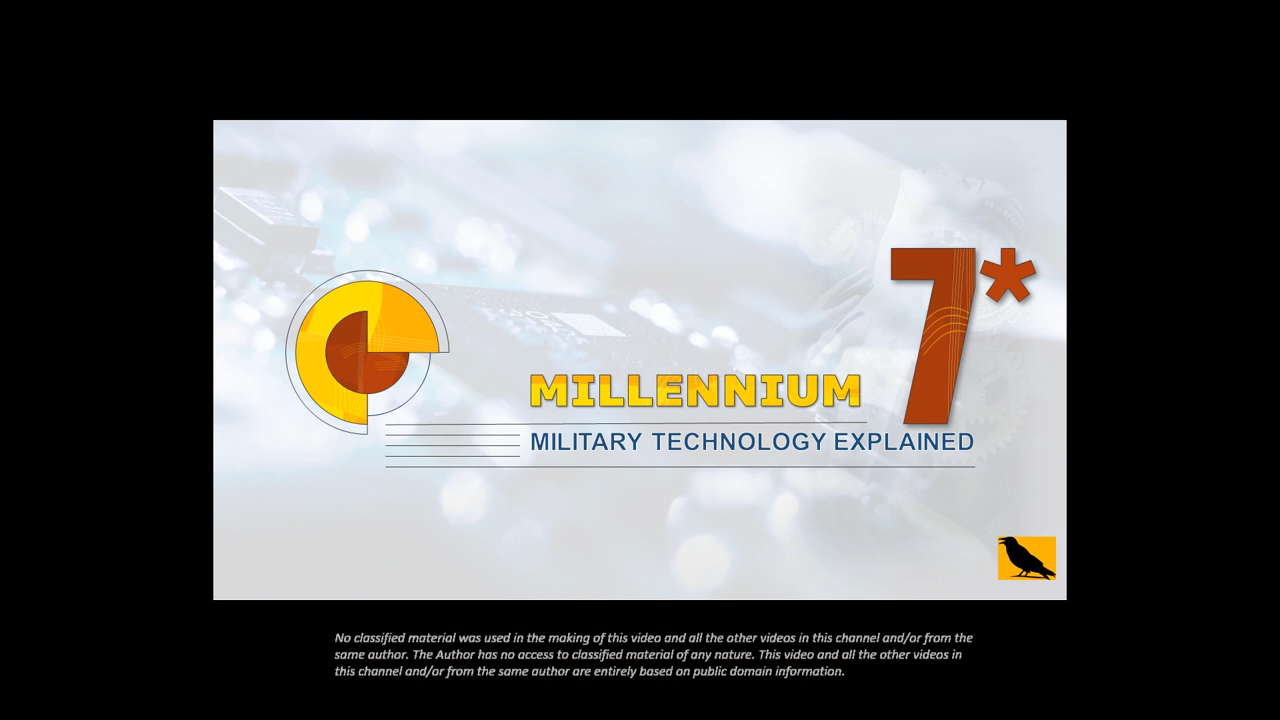 7*
MILLENNIUM
MILITARY TECHNOLOGY EXPLAINED
No classified material was used in the making of this video and all the other videos in this channel and/or from the
same author. The Author has no access to classified material of any nature. This video and all the other videos in
this channel and/or from the same author are entirely based on public domain information.